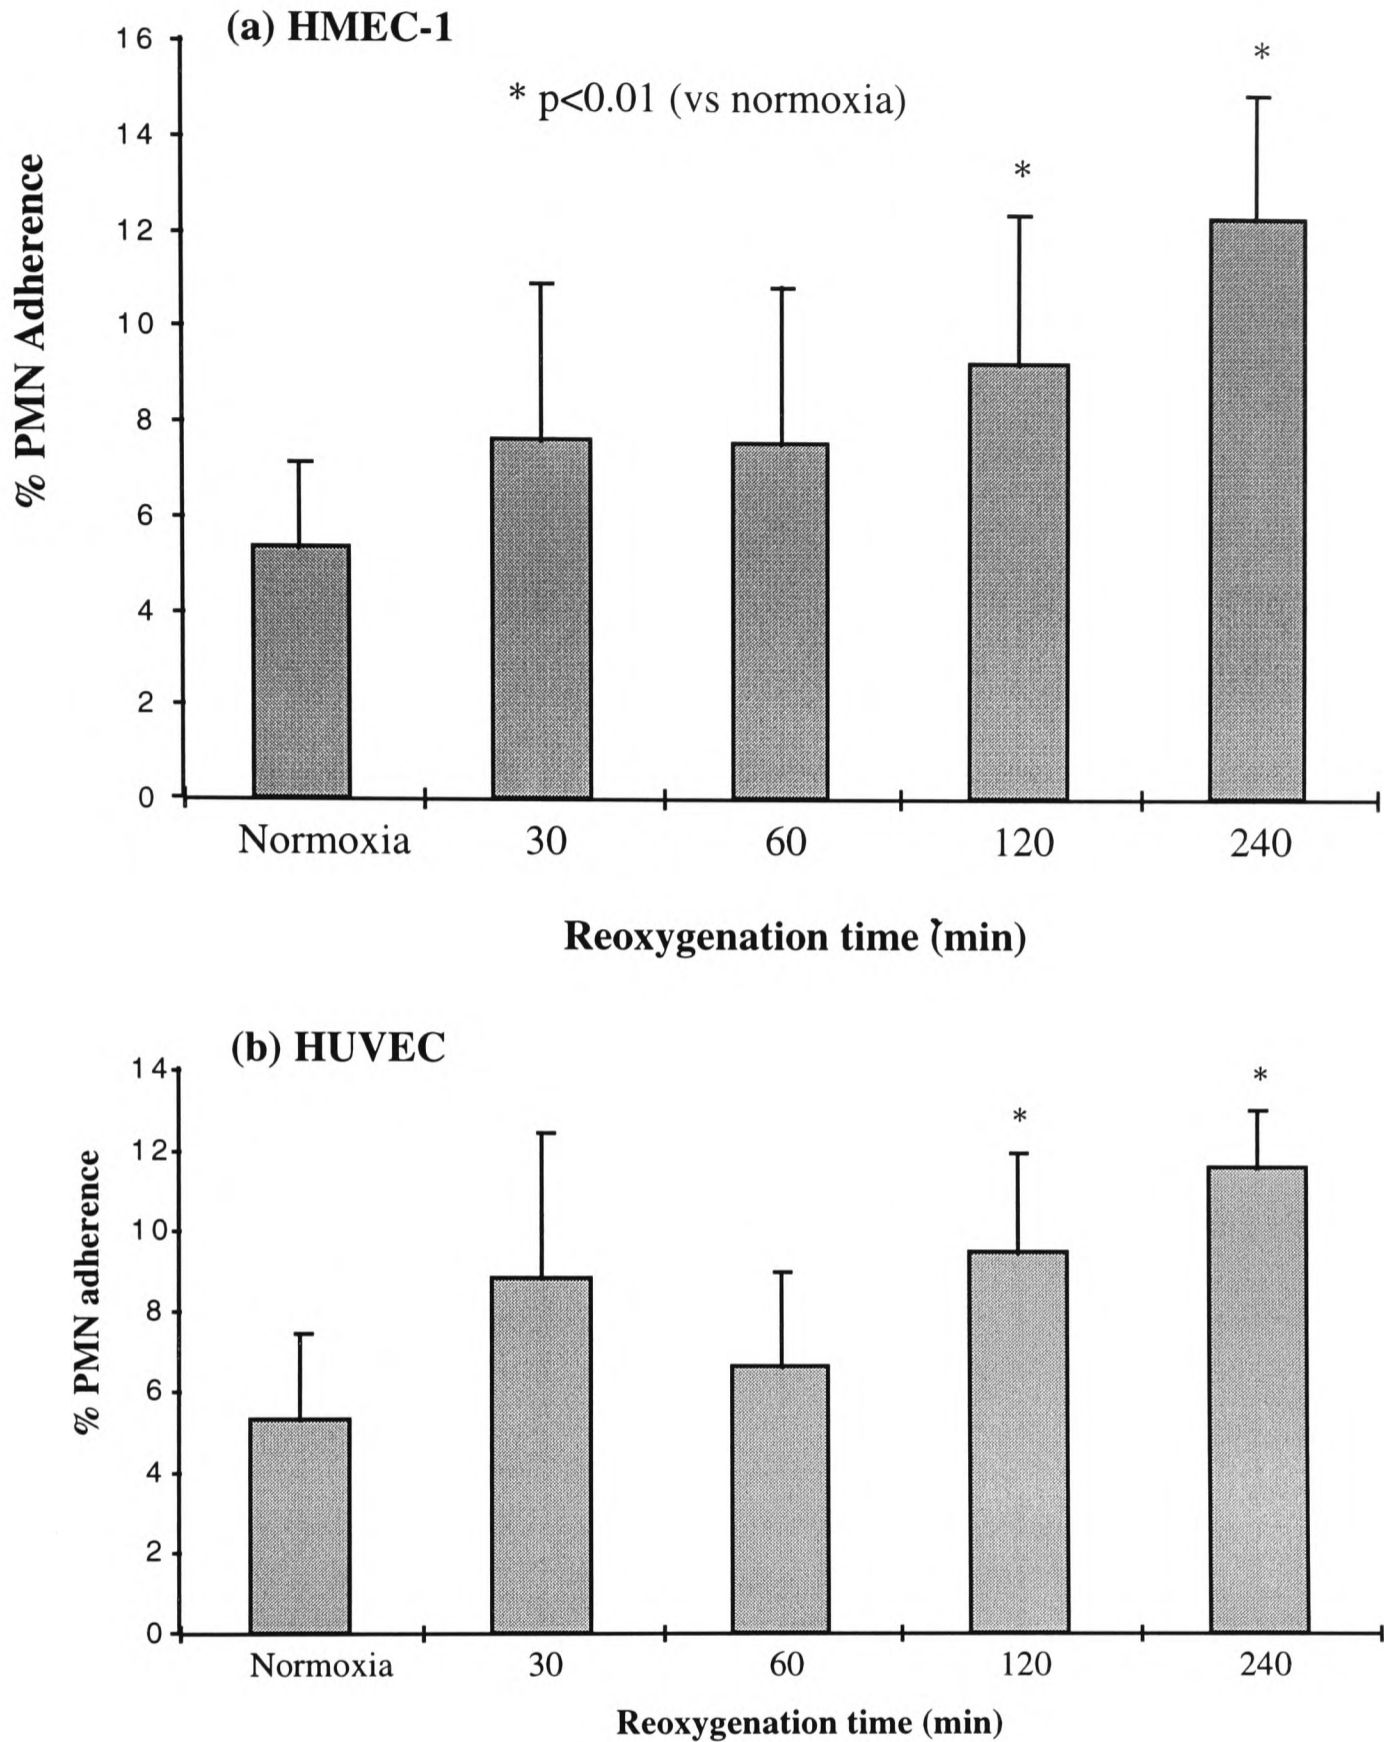 (a) HMEC-1
* p<0.01 (vs normoxia)
% PMN Adherence
16
14
12
10
8
6
4
2
0
*
*
Normoxia 30 60 120 240
Reoxygenation time (min)
(b) HUVEC
% PMN adherence
14
12
10
8
6
4
2
0
*
*
Normoxia 30 60 120 240
Reoxygenation time (min)